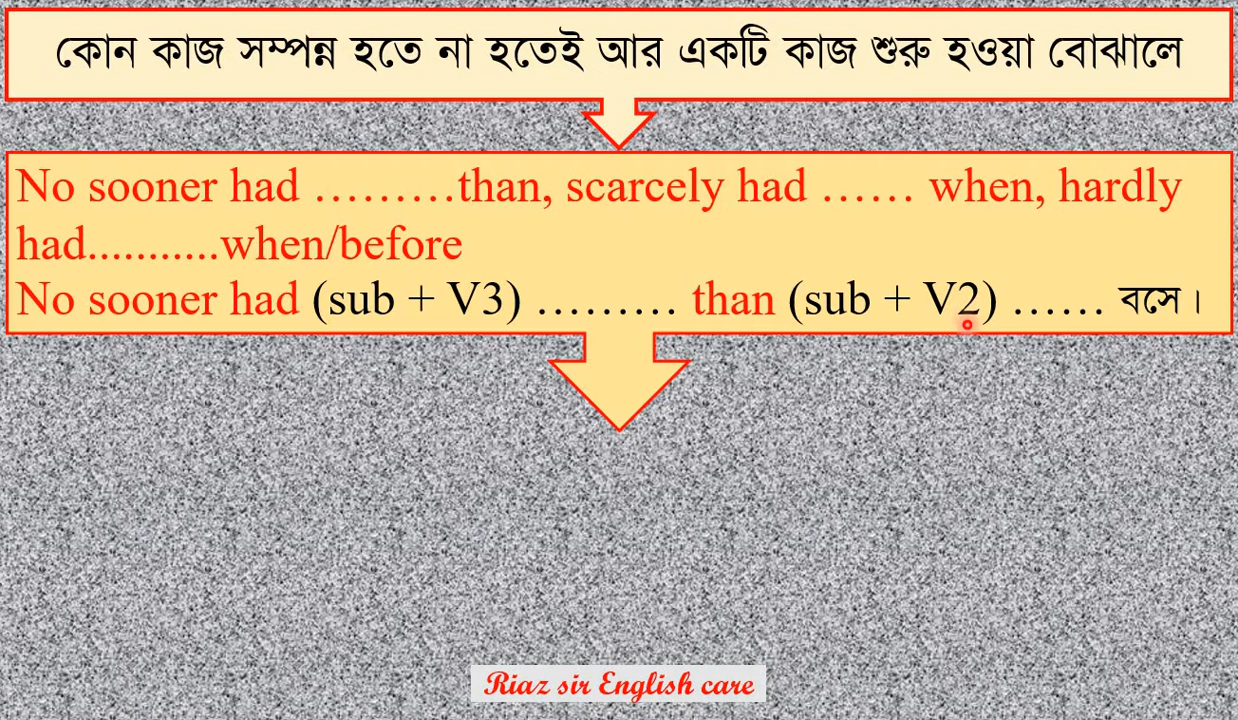 কোন কাজ সম্পন্ন হতে না হতেই আর একটি কাজ শুরু হওয়া বোঝালে
No sooner had ………than, scarcely had …… when, hardly
had...........when/before
No sooner had (sub + V3) ……… than (sub + V2) …… বসে।
Riaz sir English care